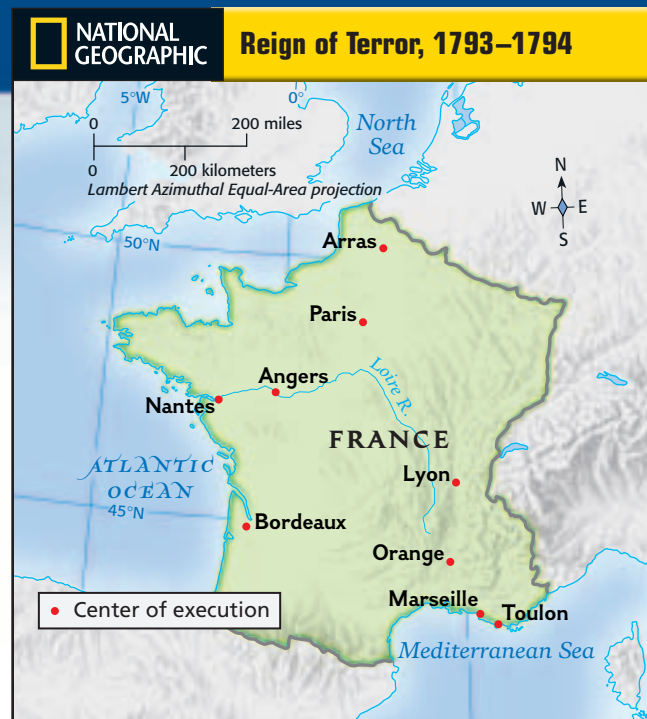 NATIONAL
GEOGRAPHIC
Reign of Terror, 1793–1794
5°W
0°
0
200 miles
0
200 kilometers
Lambert Azimuthal Equal-Area projection
North
Sea
N
W
E
S
50°N
Arras
Paris
Angers
Loire R.
Nantes
FRANCE
ATLANTIC
OCEAN
Lyon
45°N
Bordeaux
Orange
Marseille
Toulon
Center of execution
Mediterranean Sea